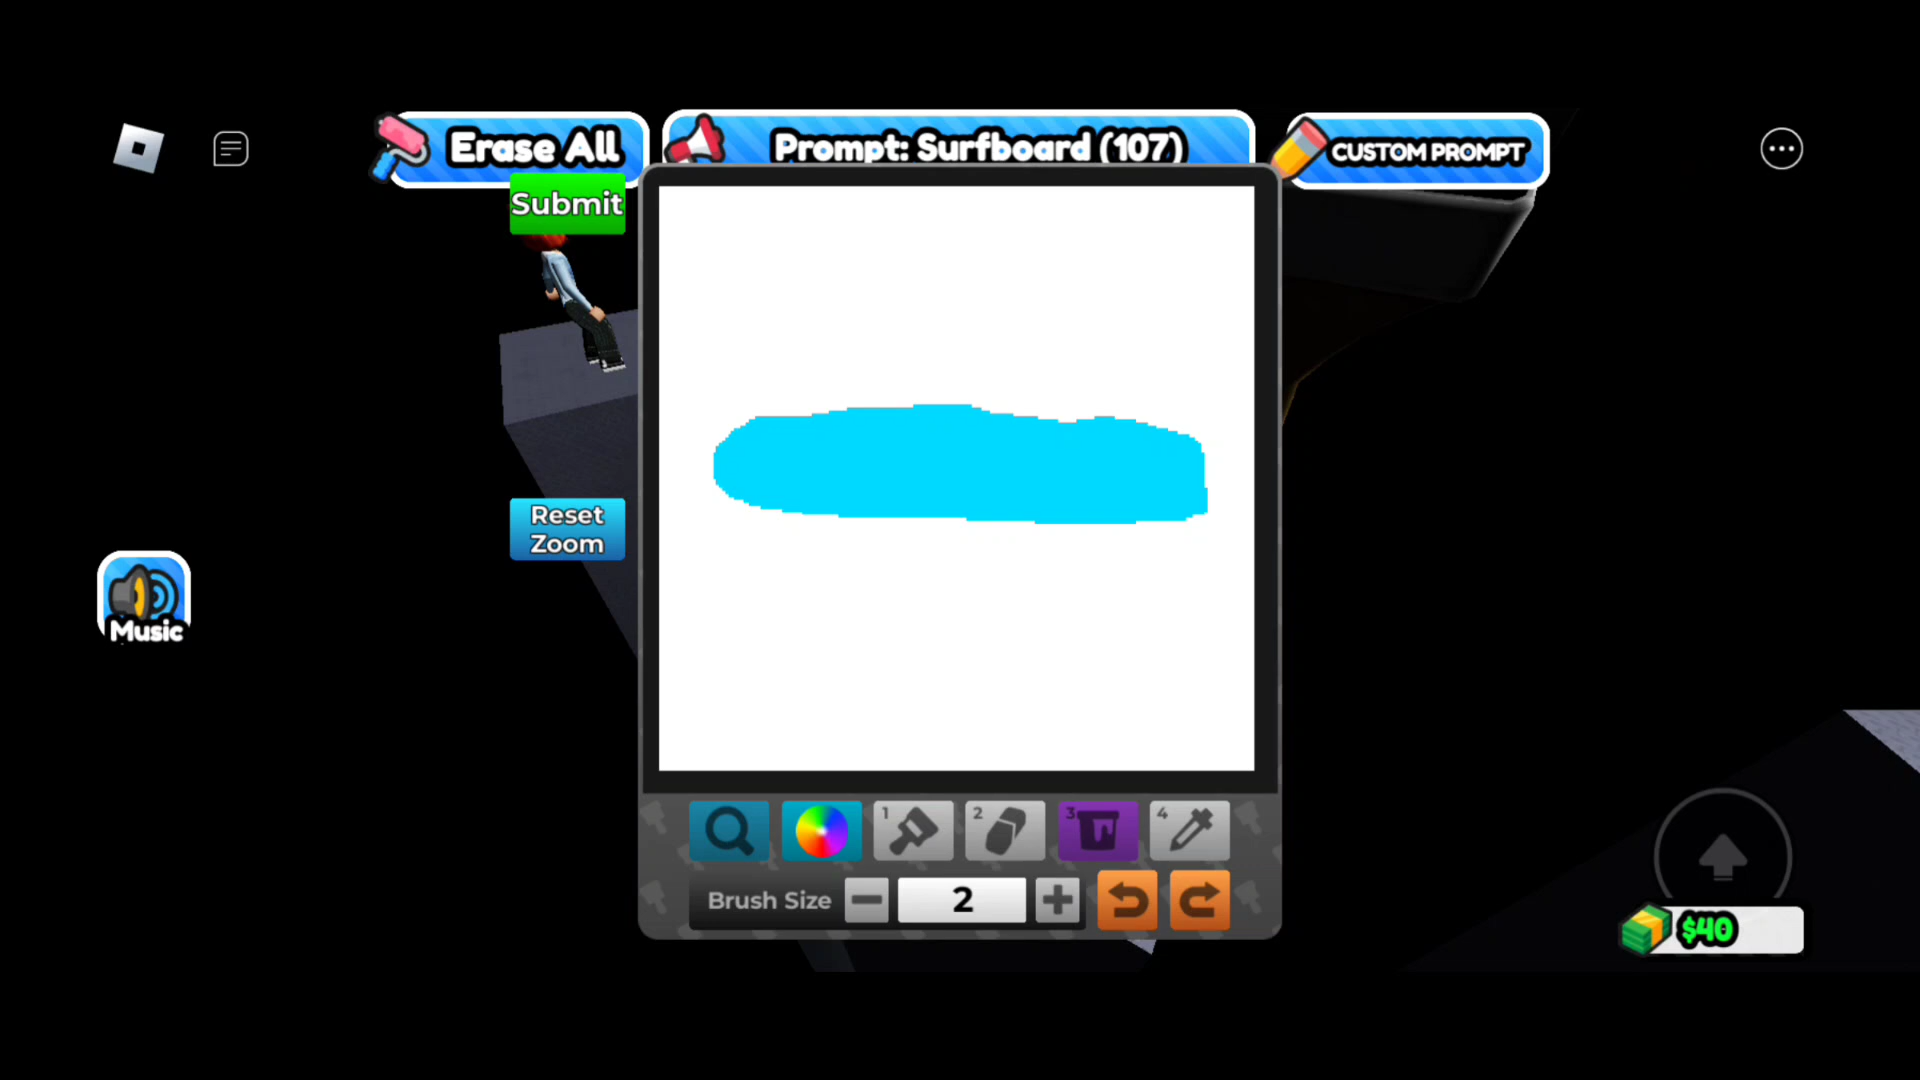 Erase All
Prompt: Surfboard (107)
CUSTOM PROMPT
Submit
Reset
Zoom
Music
1
2
3
4
Brush Size
2
$40